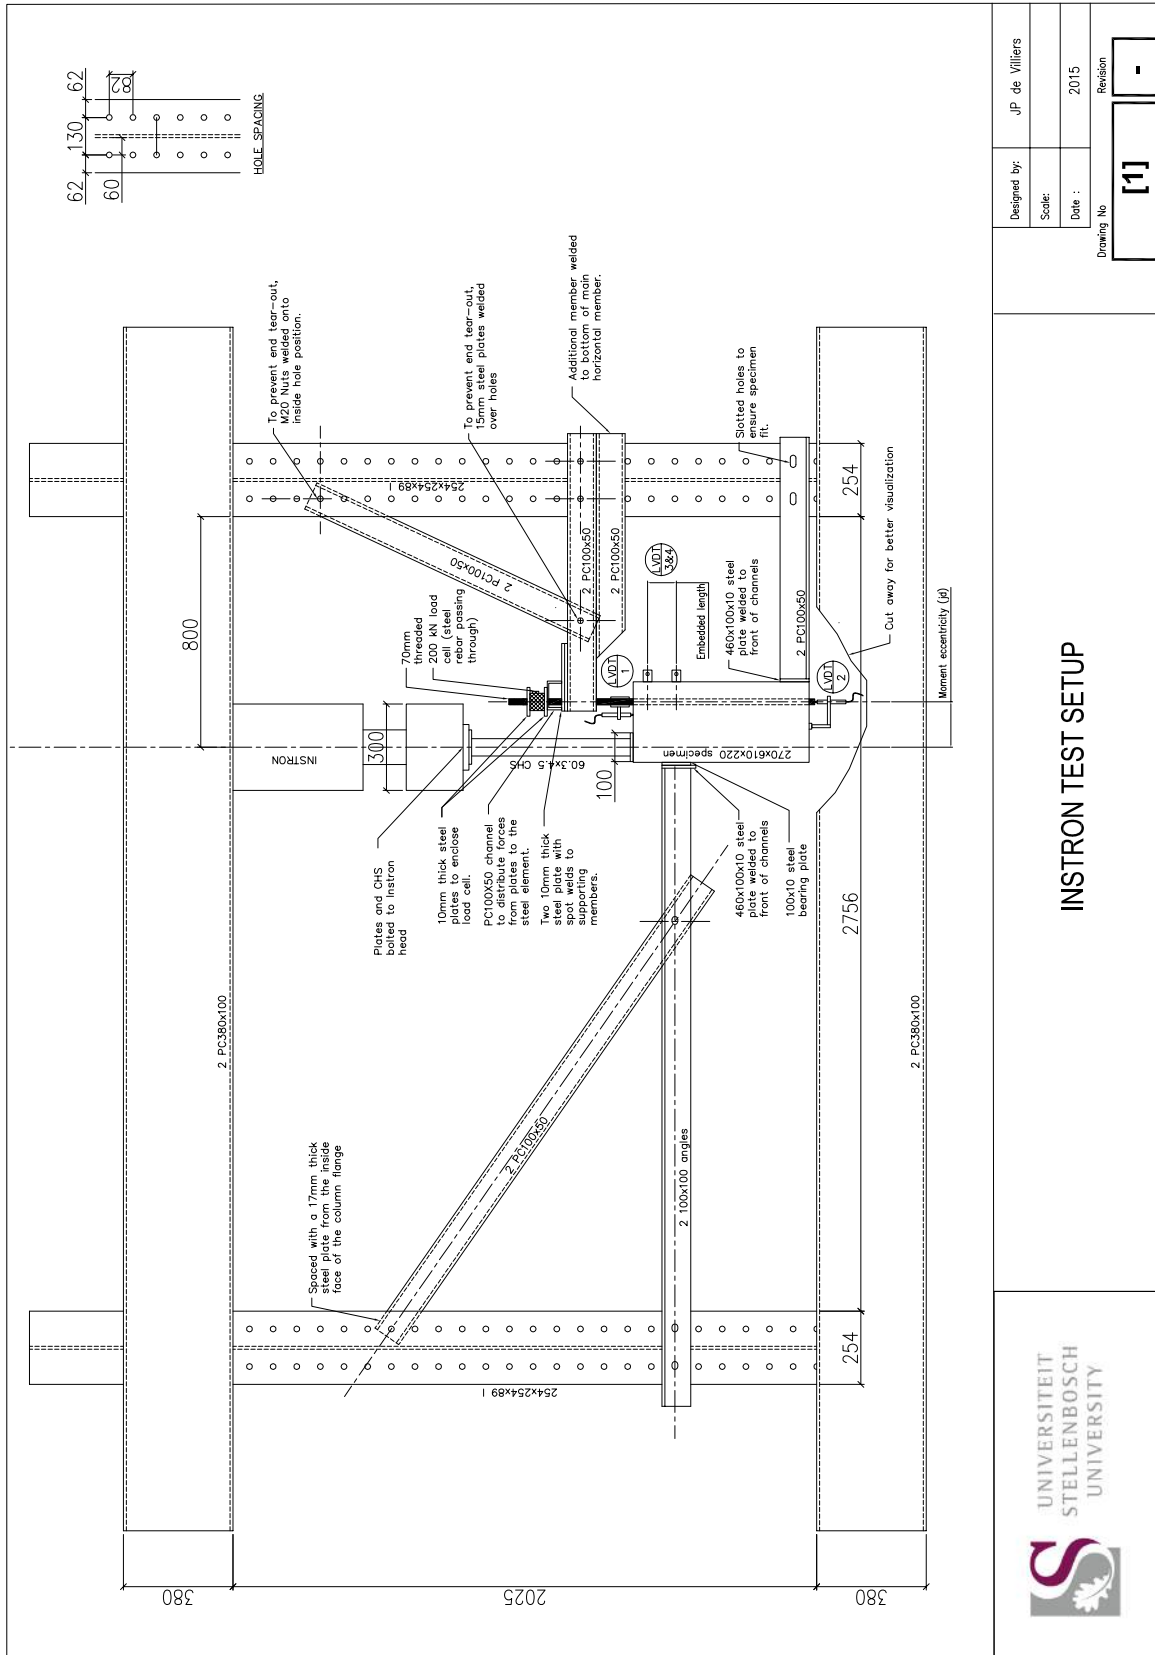 62
130
62
82
60
HOLE SPACING
To prevent end tear-out,
M20 Nuts welded onto
inside hole position.
To prevent end tear-out,
15mm steel plates welded
over holes
Additional member welded
to bottom of main
horizontal member.
Slotted holes to
ensure specimen
fit.
254x254x89 I
2 PC100x50
2 PC100x50
2 PC100x50
2 PC100x50
800
70mm
threaded
200 kN load
cell (steel
rebar passing
through)
LVDT
1
LVDT
3&4
LVDT
2
Embedded length
460x100x10 steel
plate welded to
front of channels
254
Cut away for better visualization
Moment eccentricity (jd)
INSTRON
300
60.3x4.5 CHS
100
270x610x220 specimen
Plates and CHS
bolted to Instron
head
10mm thick steel
plates to enclose
load cell.
PC100X50 channel
to distribute forces
from plates to the
steel element.
Two 10mm thick
steel plate with
spot welds to
supporting
members.
460x100x10 steel
plate welded to
front of channels
100x10 steel
bearing plate
2756
2 PC380x100
2 PC380x100
Spaced with a 17mm thick
steel plate from the inside
face of the column flange
2 PC100x50
2 100x100 angles
254x254x89 I
254
380
2025
380
INSTRON TEST SETUP
Designed by:
JP de Villiers
Scale:
Date :
2015
Drawing No
[1]
Revision
-
UNIVERSITEIT
STELLENBOSCH
UNIVERSITY